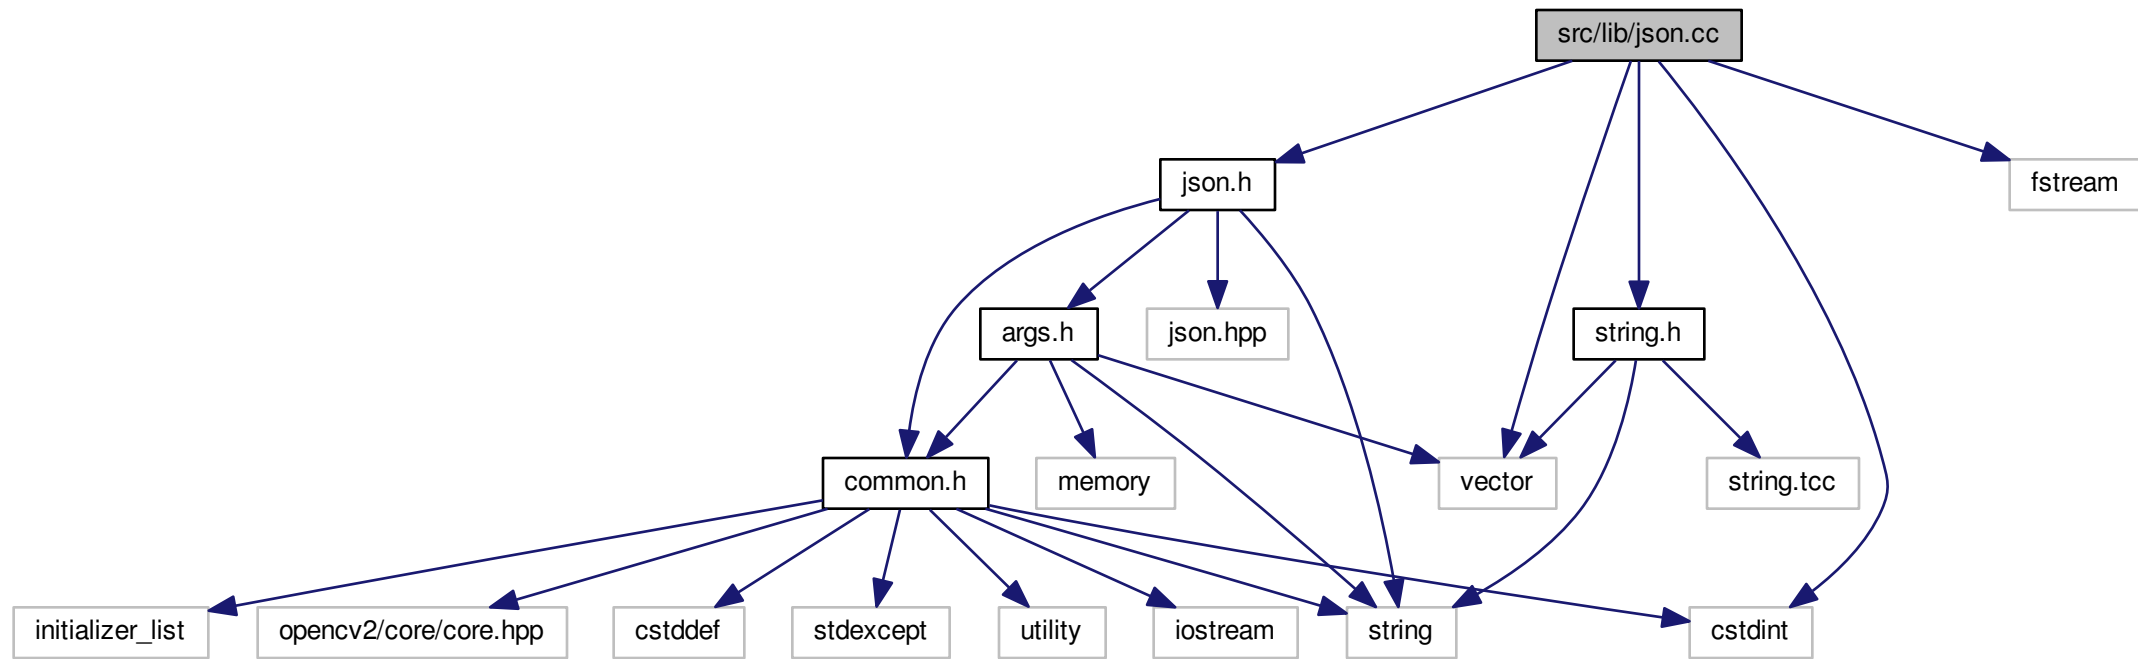 src/lib/json.cc
json.h
fstream
args.h
json.hpp
string.h
common.h
memory
vector
string.tcc
initializer_list
opencv2/core/core.hpp
cstddef
stdexcept
utility
iostream
string
cstdint